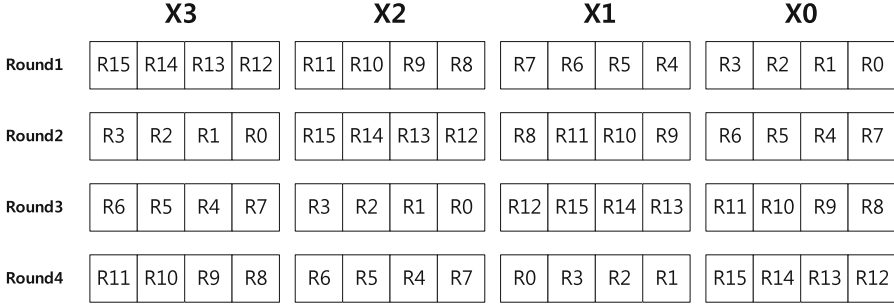 X3 X2 X1 X0
Round1 R15 R14 R13 R12 R11 R10 R9 R8 R7 R6 R5 R4 R3 R2 R1 R0
Round2 R3 R2 R1 R0 R15 R14 R13 R12 R8 R11 R10 R9 R6 R5 R4 R7
Round3 R6 R5 R4 R7 R3 R2 R1 R0 R12 R15 R14 R13 R11 R10 R9 R8
Round4 R11 R10 R9 R8 R6 R5 R4 R7 R0 R3 R2 R1 R15 R14 R13 R12